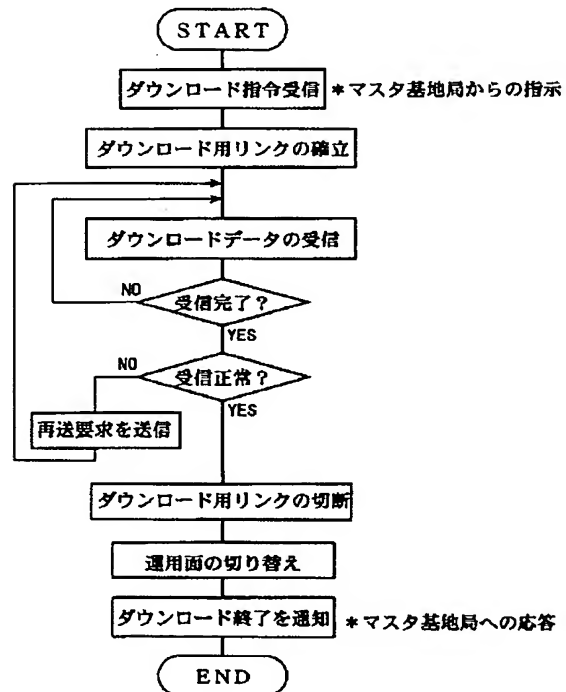 START
ダウンロード指令受信 *マスタ基地局からの指示
ダウンロード用リンクの確立
ダウンロードデータの受信
NO
受信完了?
YES
NO
受信正常?
YES
再送要求を送信
ダウンロード用リンクの切断
運用面の切り替え
ダウンロード終了を通知 *マスタ基地局への応答
END